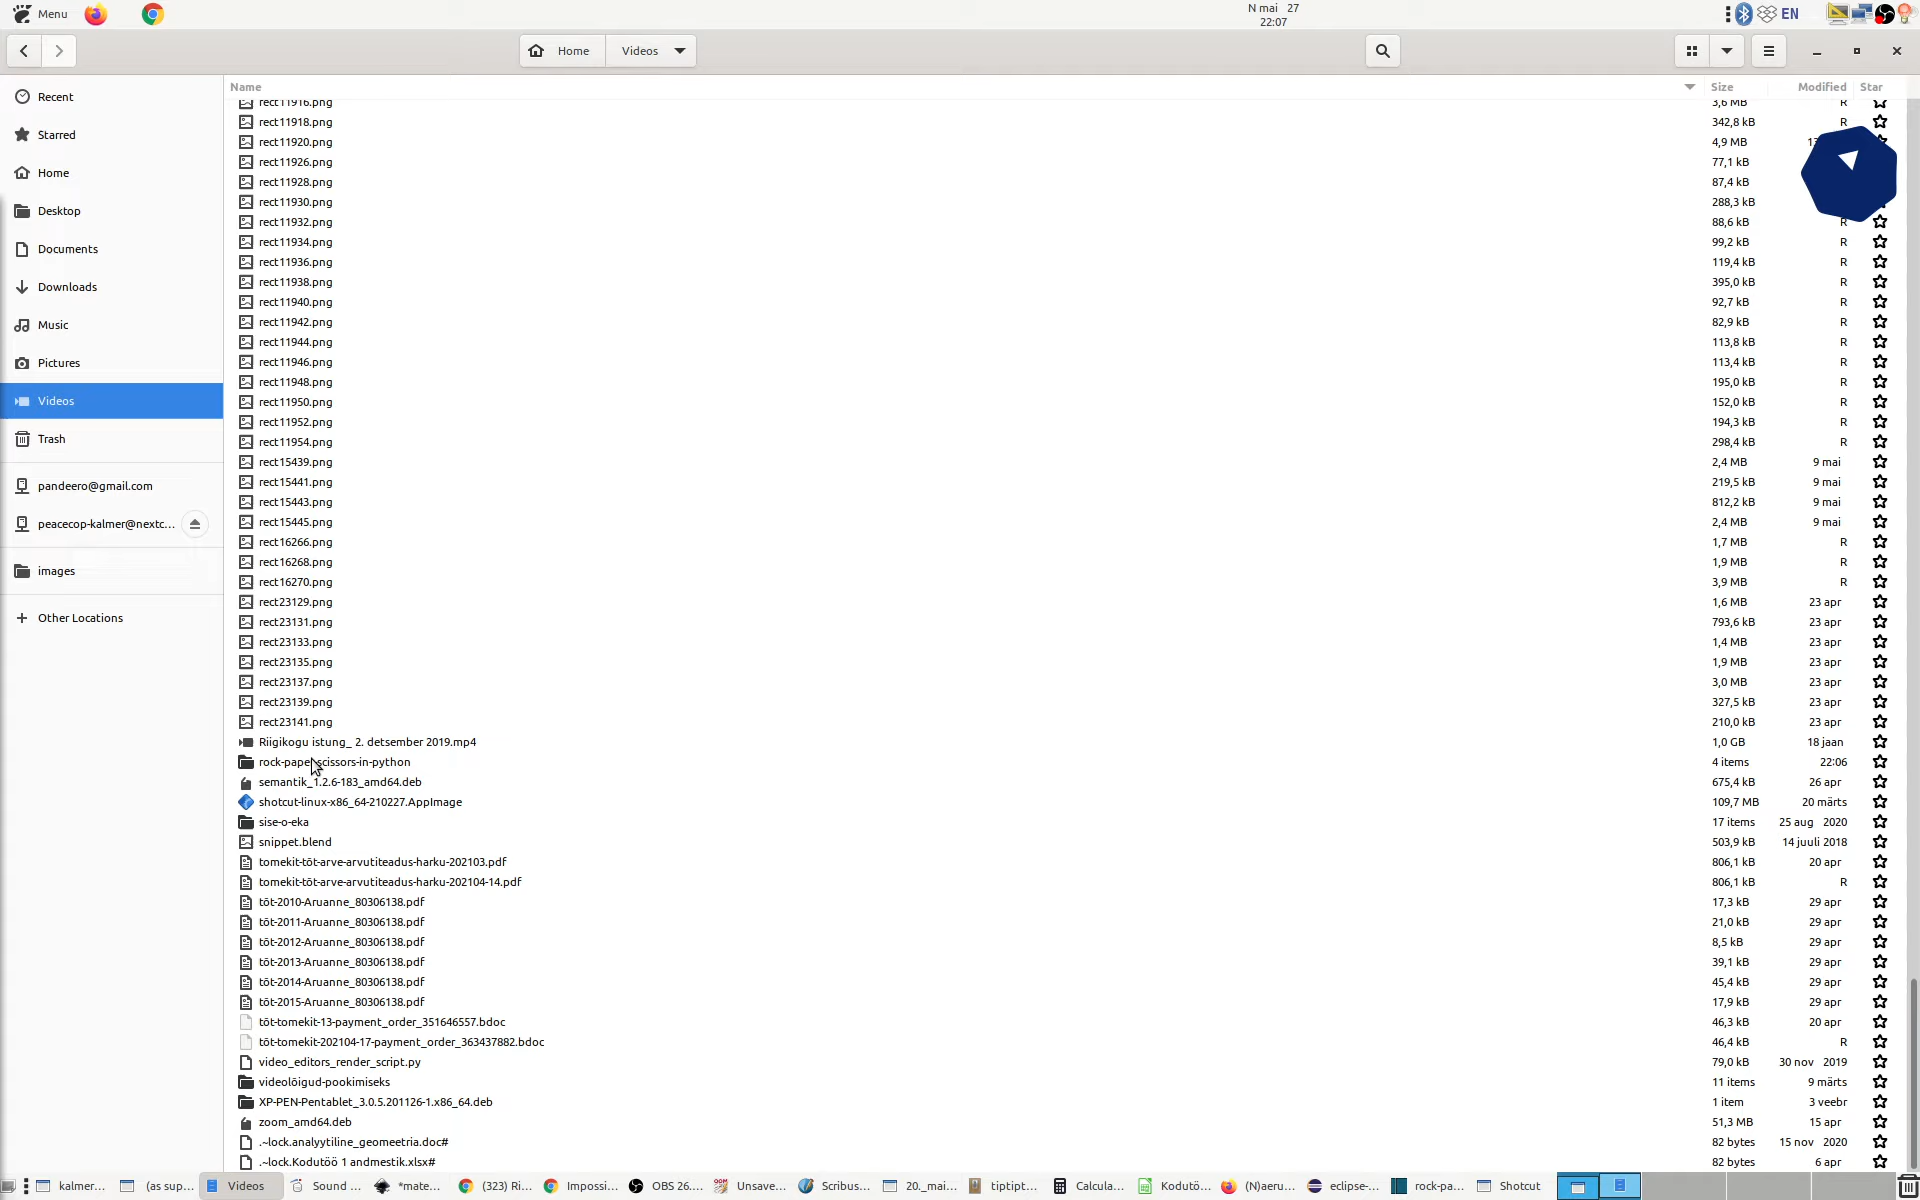 Menu
N mai 27
22:07
EN
Home
Videos
Name
Size
Modified
Star
Recent
Starred
Home
Desktop
Documents
Downloads
Music
Pictures
Videos
Trash
pandeero@gmail.com
peacecop-kalmer@nextc...
images
Other Locations
rect11916.png 3,6 MB R
rect11918.png 342,8 kB R
rect11920.png 4,9 MB
rect11926.png 77,1 kB
rect11928.png 87,4 kB
rect11930.png 288,3 kB
rect11932.png 88,6 kB R
rect11934.png 99,2 kB R
rect11936.png 119,4 kB R
rect11938.png 395,0 kB R
rect11940.png 92,7 kB R
rect11942.png 82,9 kB R
rect11944.png 113,8 kB R
rect11946.png 113,4 kB R
rect11948.png 195,0 kB R
rect11950.png 152,0 kB R
rect11952.png 194,3 kB R
rect11954.png 298,4 kB R
rect15439.png 2,4 MB 9 mai
rect15441.png 219,5 kB 9 mai
rect15443.png 812,2 kB 9 mai
rect15445.png 2,4 MB 9 mai
rect16266.png 1,7 MB R
rect16268.png 1,9 MB R
rect16270.png 3,9 MB R
rect23129.png 1,6 MB 23 apr
rect23131.png 793,6 kB 23 apr
rect23133.png 1,4 MB 23 apr
rect23135.png 1,9 MB 23 apr
rect23137.png 3,0 MB 23 apr
rect23139.png 327,5 kB 23 apr
rect23141.png 210,0 kB 23 apr
Riigikogu istung_ 2. detsember 2019.mp4 1,0 GB 18 jaan
rock-paper-scissors-in-python 4 items 22:06
semantik_1.2.6-183_amd64.deb 675,4 kB 26 apr
shotcut-linux-x86_64-210227.AppImage 109,7 MB 20 märts
sise-o-eka 17 items 25 aug 2020
snippet.blend 503,9 kB 14 juuli 2018
tomekit-tõt-arve-arvutiteadus-harku-202103.pdf 806,1 kB 20 apr
tomekit-tõt-arve-arvutiteadus-harku-202104-14.pdf 806,1 kB R
tõt-2010-Aruanne_80306138.pdf 17,3 kB 29 apr
tõt-2011-Aruanne_80306138.pdf 21,0 kB 29 apr
tõt-2012-Aruanne_80306138.pdf 8,5 kB 29 apr
tõt-2013-Aruanne_80306138.pdf 39,1 kB 29 apr
tõt-2014-Aruanne_80306138.pdf 45,4 kB 29 apr
tõt-2015-Aruanne_80306138.pdf 17,9 kB 29 apr
tõt-tomekit-13-payment_order_351646557.bdoc 46,3 kB 20 apr
tõt-tomekit-202104-17-payment_order_363437882.bdoc 46,4 kB R
video_editors_render_script.py 79,0 kB 30 nov 2019
videolõigud-pookimiseks 11 items 9 märts
XP-PEN-Pentablet_3.0.5.201126-1.x86_64.deb 1 item 3 veebr
zoom_amd64.deb 51,3 MB 15 apr
.~lock.analyytiline_geomeetria.doc# 82 bytes 15 nov 2020
.~lock.Kodutöö 1 andmestik.xlsx# 82 bytes 6 apr
kalmer... (as sup... Videos Sound ... *mate... (323) Ri... Impossi... OBS 26.... Unsave... Scribus... 20._mai... tiptipt... Calcula... Kodutö... (N)aeru... eclipse-... rock-pa... Shotcut